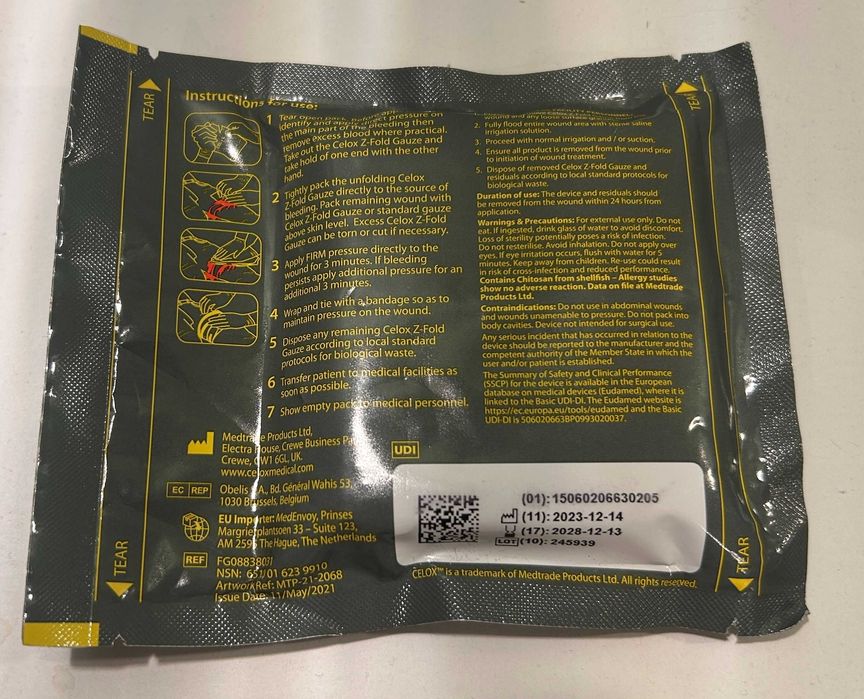 TEAR
TEAR
Instructions for use:
1 Tear open pack. Before
identify and apply direct pressure on
the main part of the bleeding then
remove excess blood where practical.
Take out the Celox Z-Fold Gauze and
take hold of one end with the other
hand.
2 Tightly pack the unfolding Celox
Z-Fold Gauze directly to the source of
bleeding. Pack remaining wound with
Celox Z-Fold Gauze or standard gauze
above skin level. Excess Celox Z-Fold
Gauze can be torn or cut if necessary.
3 Apply FIRM pressure directly to the
wound for 3 minutes. If bleeding
persists apply additional pressure for an
additional 3 minutes.
4 Wrap and tie with a bandage so as to
maintain pressure on the wound.
5 Dispose any remaining Celox Z-Fold
Gauze according to local standard
protocols for biological waste.
6 Transfer patient to medical facilities as
soon as possible.
7 Show empty pack to medical personnel.
Medtrade Products Ltd,
Electra House, Crewe Business
Crewe, CW1 6GL, UK.
www.celoxmedical.com
EC REP
Obelis S.A., Bd. Général Wahis 53,
1030 Brussels, Belgium
EU Importer: MedEnvoy, Prinses
Margrietplantsoen 33 – Suite 123,
AM 2595 The Hague, The Netherlands
REF
NSN: 6510 01 623 9910
Artwork Ref: MTP-21-2068
Issue Date: 11/May/2021
wound and any loose surface
2. Fully flood entire wound area with sterile saline
irrigation solution.
3. Proceed with normal irrigation and / or suction.
4. Ensure all product is removed from the wound prior
to initiation of wound treatment.
5. Dispose of removed Celox Z-Fold Gauze and
residuals according to local standard protocols for
biological waste.
Duration of use: The device and residuals should
be removed from the wound within 24 hours from
application.
Warnings & Precautions: For external use only. Do not
eat. If ingested, drink glass of water to avoid discomfort.
Loss of sterility potentially poses a risk of infection.
Do not resterilise. Avoid inhalation. Do not apply over
eyes. If eye irritation occurs, flush with water for 5
minutes. Keep away from children. Re-use could result
in risk of cross-infection and reduced performance.
Contains Chitosan from shellfish – Allergy studies
show no adverse reaction. Data on file at Medtrade
Products Ltd.
Contraindications: Do not use in abdominal wounds
and wounds unamenable to pressure. Do not pack into
body cavities. Device not intended for surgical use.
Any serious incident that has occurred in relation to the
device should be reported to the manufacturer and the
competent authority of the Member State in which the
user and/or patient is established.
The Summary of Safety and Clinical Performance
(SSCP) for the device is available in the European
database on medical devices (Eudamed), where it is
linked to the Basic UDI-DI. The Eudamed website is
https://ec.europa.eu/tools/eudamed and the Basic
UDI-DI is 506020663BP0993020037.
UDI
(01): 15060206630205
(11): 2023-12-14
(17): 2028-12-13
LOT (10): 245939
CELOX™ is a trademark of Medtrade Products Ltd. All rights reserved.
TEAR
TEAR